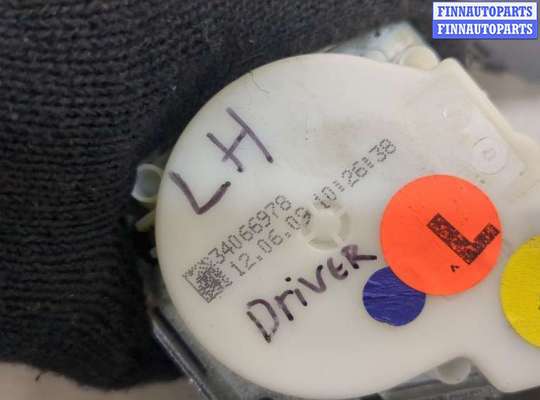 FINNAUTOPARTS
FINNAUTOPARTS
LH
34066978
12.06.09 10:26:38
DRiVER
L